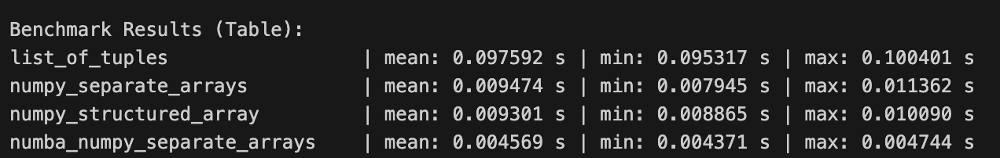 Benchmark Results (Table):
list_of_tuples | mean: 0.097592 s | min: 0.095317 s | max: 0.100401 s
numpy_separate_arrays | mean: 0.009474 s | min: 0.007945 s | max: 0.011362 s
numpy_structured_array | mean: 0.009301 s | min: 0.008865 s | max: 0.010090 s
numba_numpy_separate_arrays | mean: 0.004569 s | min: 0.004371 s | max: 0.004744 s